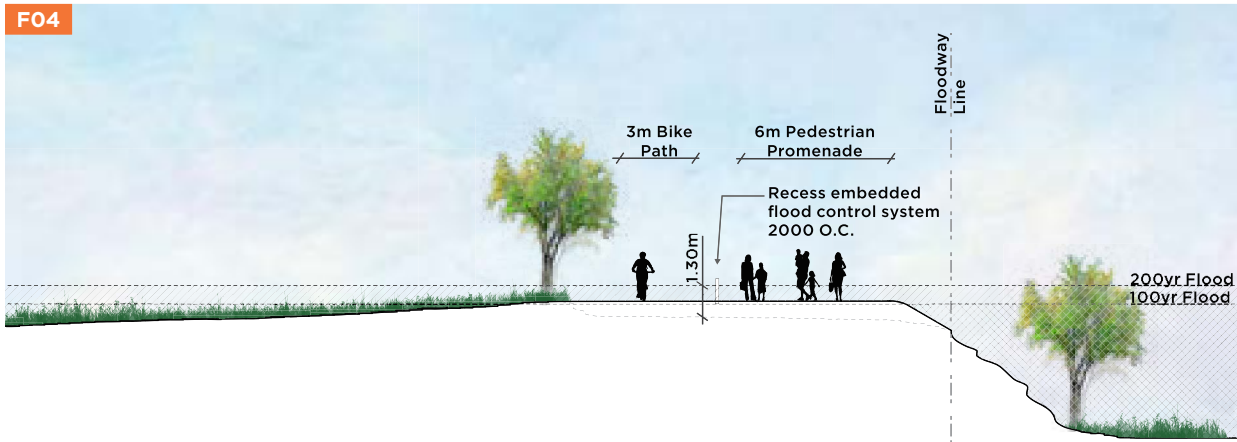 F04
Floodway
Line
3m Bike
Path
6m Pedestrian
Promenade
Recess embedded
flood control system
2000 O.C.
1.30m
200yr Flood
100yr Flood